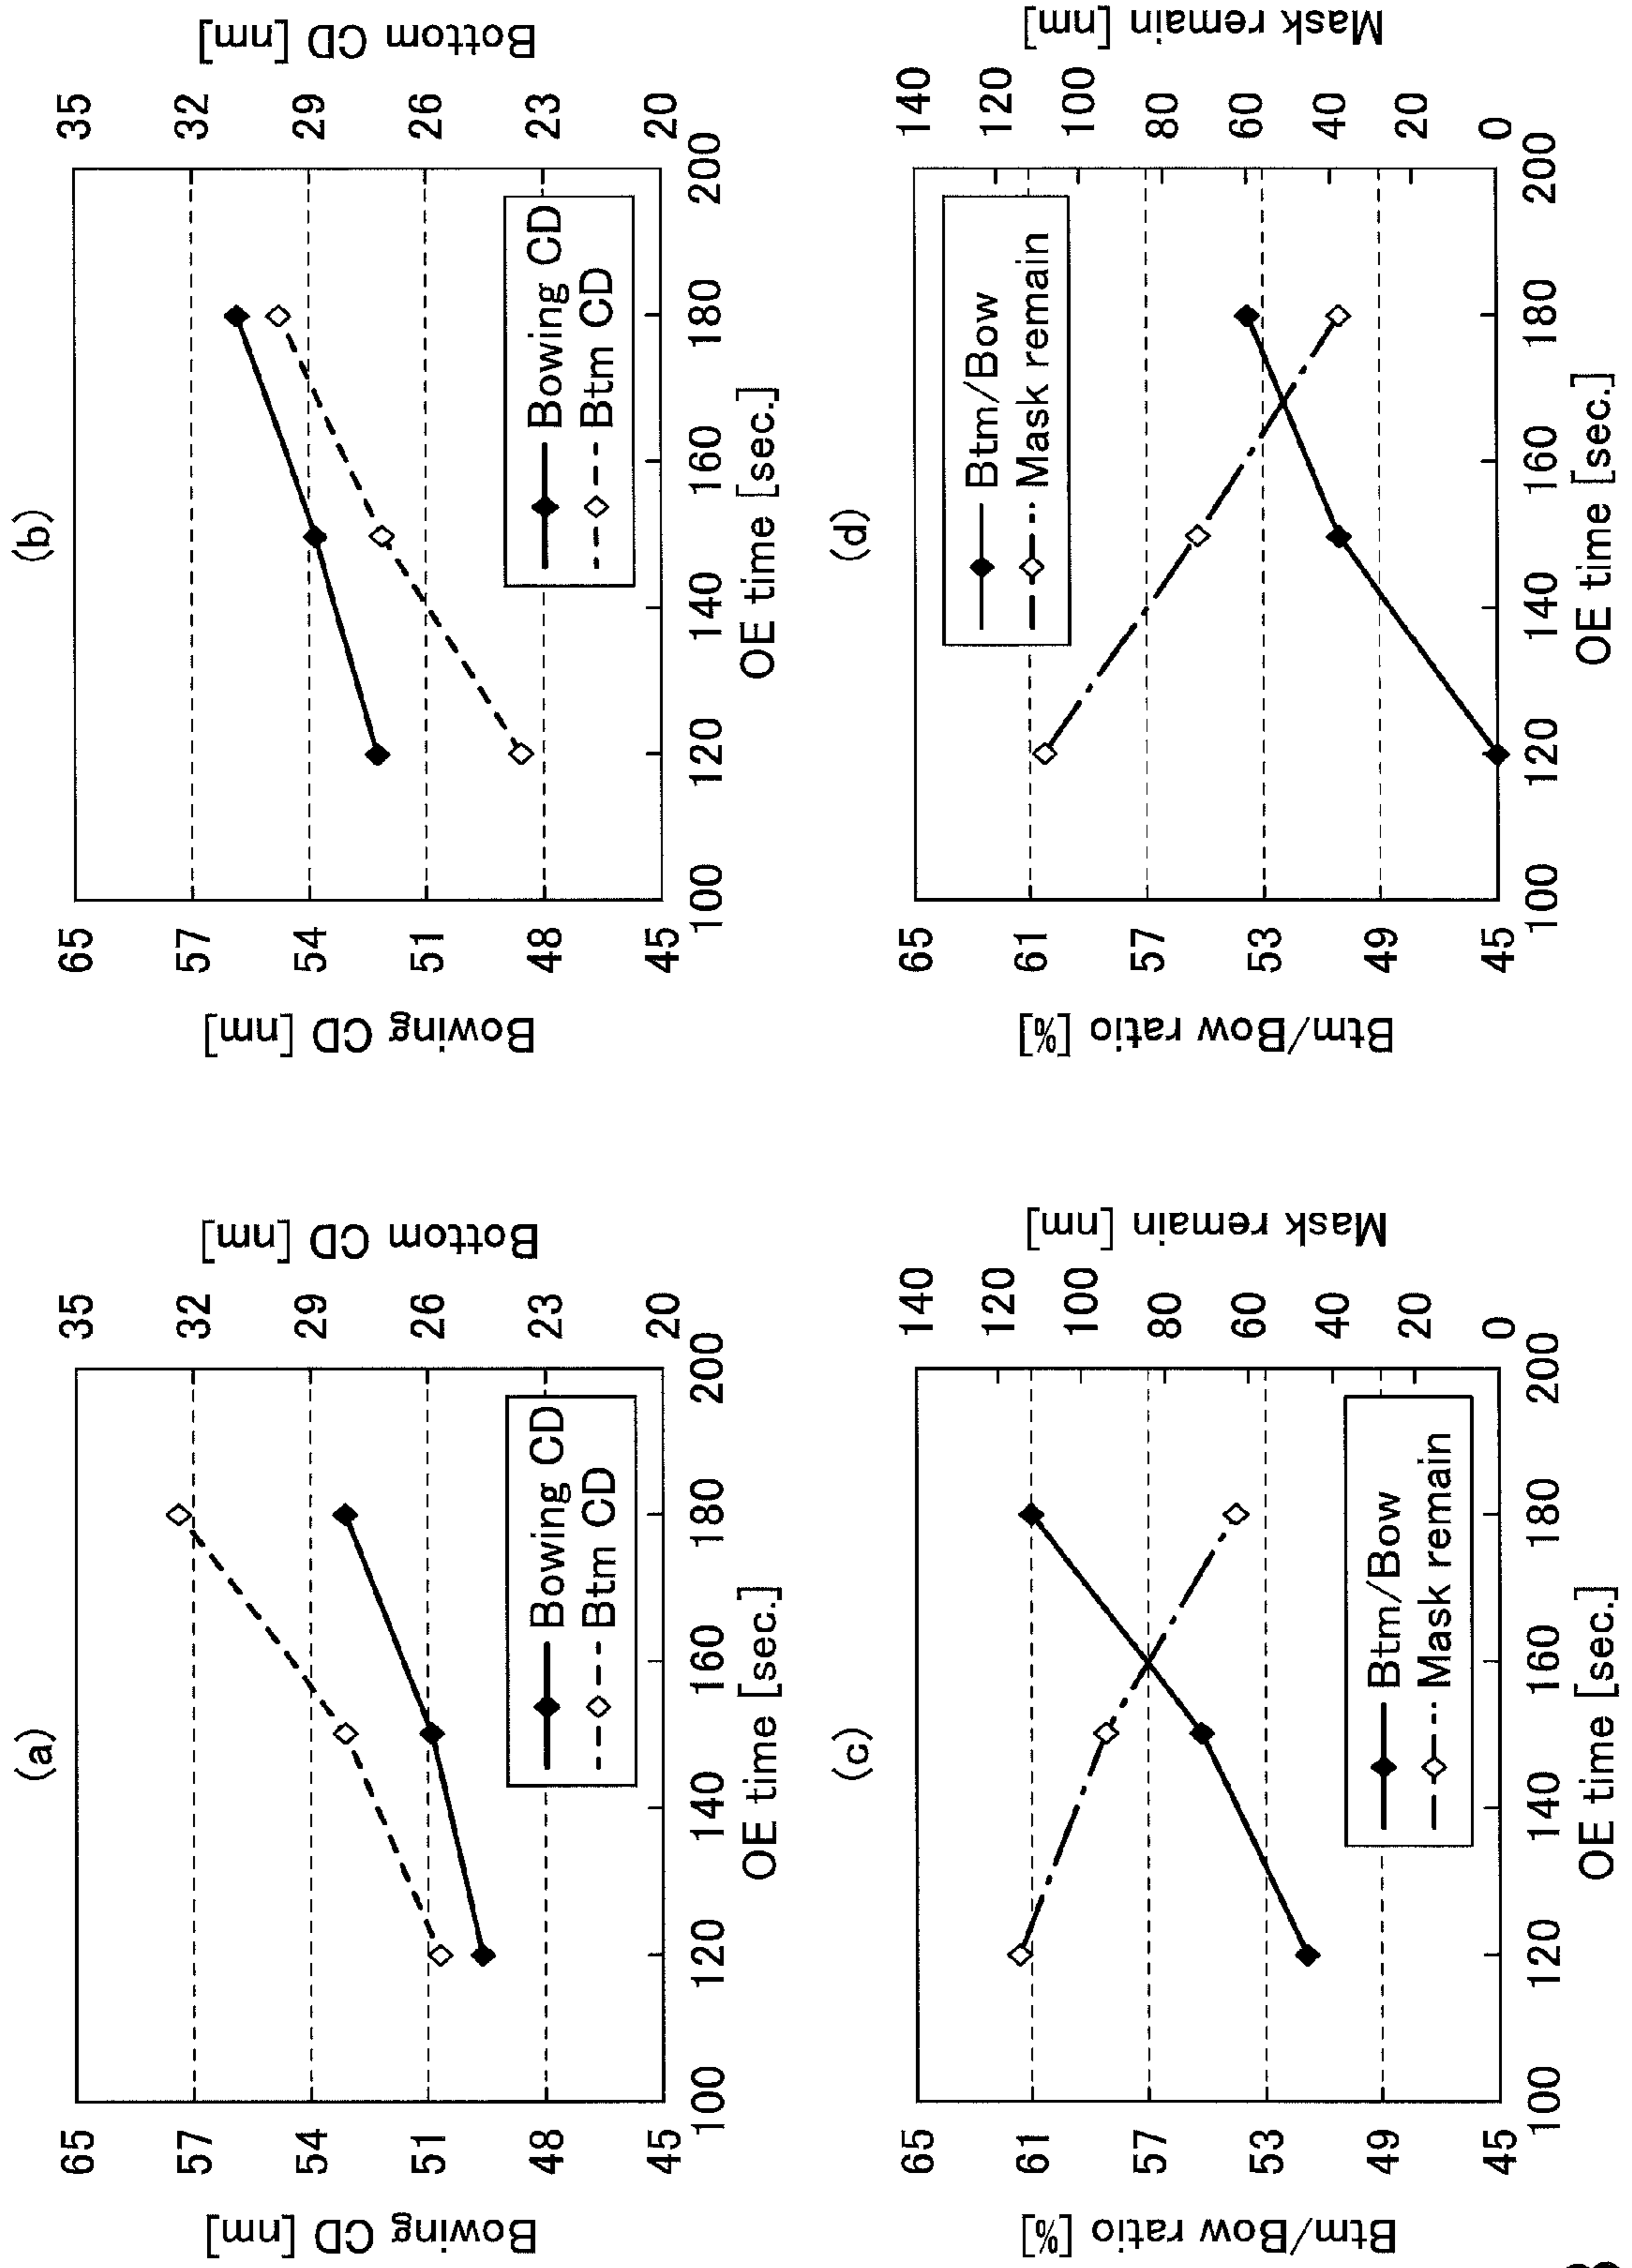 (a)
Bowing CD [nm]
65
57
54
51
48
45
Bottom CD [nm]
35
32
29
26
23
20
Bowing CD
Btm CD
100 120 140 160 180 200
OE time [sec.]
(b)
Bowing CD [nm]
65
57
54
51
48
45
Bottom CD [nm]
35
32
29
26
23
20
Bowing CD
Btm CD
100 120 140 160 180 200
OE time [sec.]
(c)
Btm/Bow ratio [%]
65
61
57
53
49
45
Mask remain [nm]
140
120
100
80
60
40
20
0
Btm/Bow
Mask remain
100 120 140 160 180 200
OE time [sec.]
(d)
Btm/Bow ratio [%]
65
61
57
53
49
45
Mask remain [nm]
140
120
100
80
60
40
20
0
Btm/Bow
Mask remain
100 120 140 160 180 200
OE time [sec.]